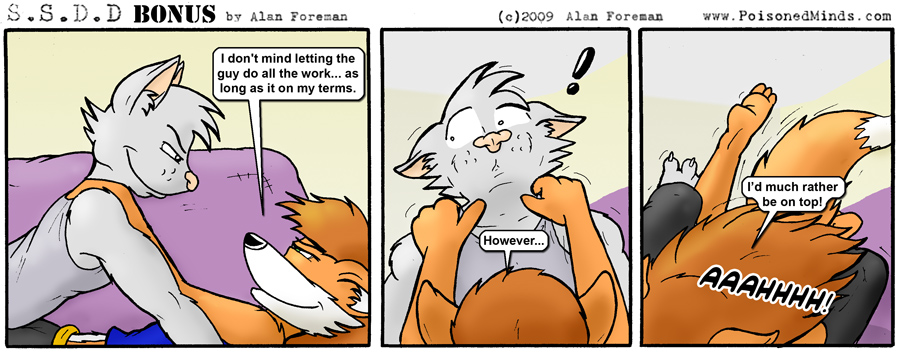 S.S.D.D BONUS by Alan Foreman (c)2009 Alan Foreman www.PoisonedMinds.com
I don't mind letting the
guy do all the work... as
long as it on my terms.
!
However...
I'd much rather
be on top!
AAAHHHH!